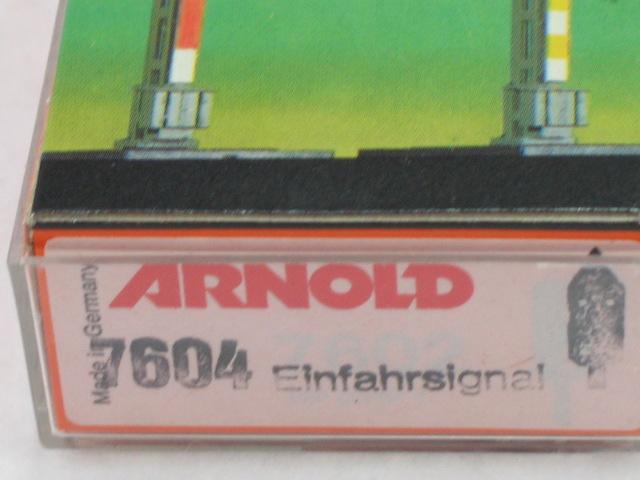 Made in Germany
ARNOLD
7604 Einfahrsignal